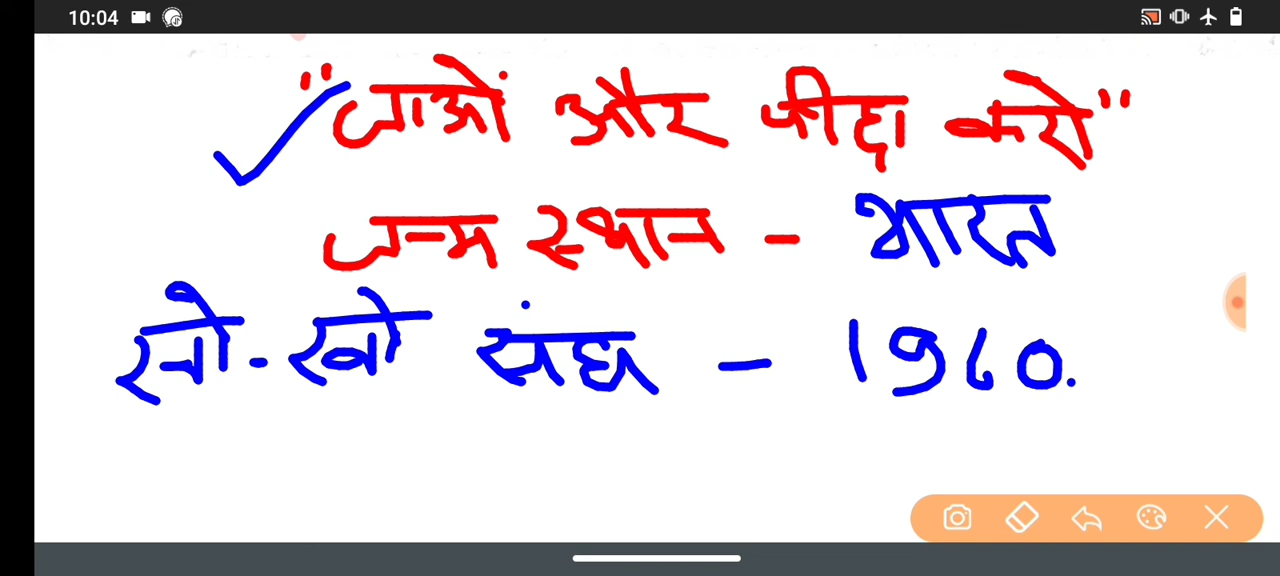 10:04
"जाओं और पीछा करो"
जन्म स्थान - भारत
खो-खो संघ - 1960.